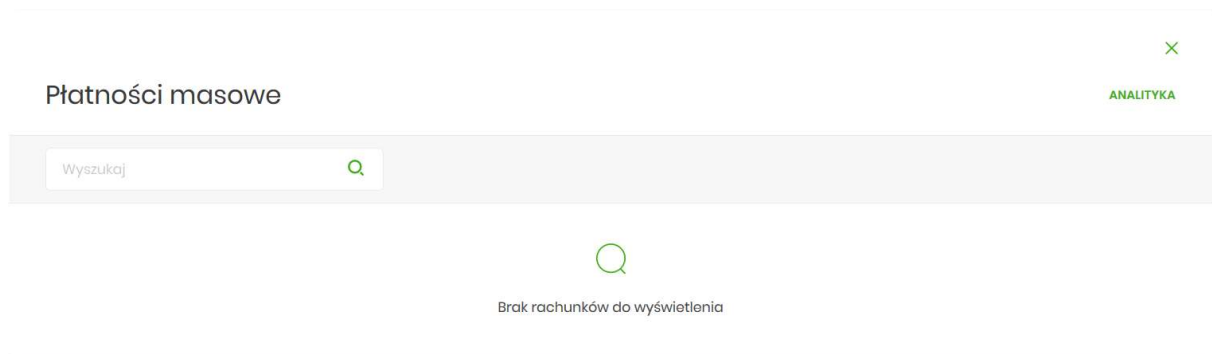 Płatności masowe
ANALITYKA
Wyszukaj
Brak rachunków do wyświetlenia